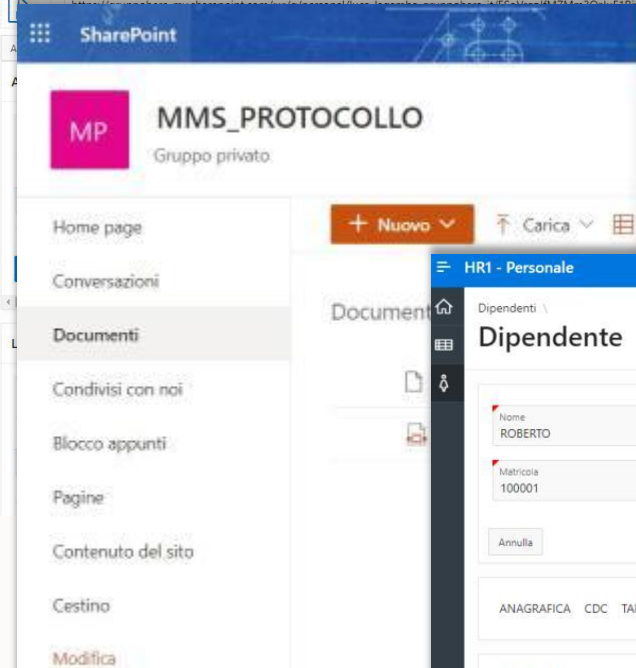 SharePoint
MP
MMS_PROTOCOLLO
Gruppo privato
Home page
Conversazioni
Documenti
Condivisi con noi
Blocco appunti
Pagine
Contenuto del sito
Cestino
Modifica
+ Nuovo
Carica
Document
HR1 - Personale
Dipendenti \
Dipendente
Nome
ROBERTO
Matricola
100001
Annulla
ANAGRAFICA CDC